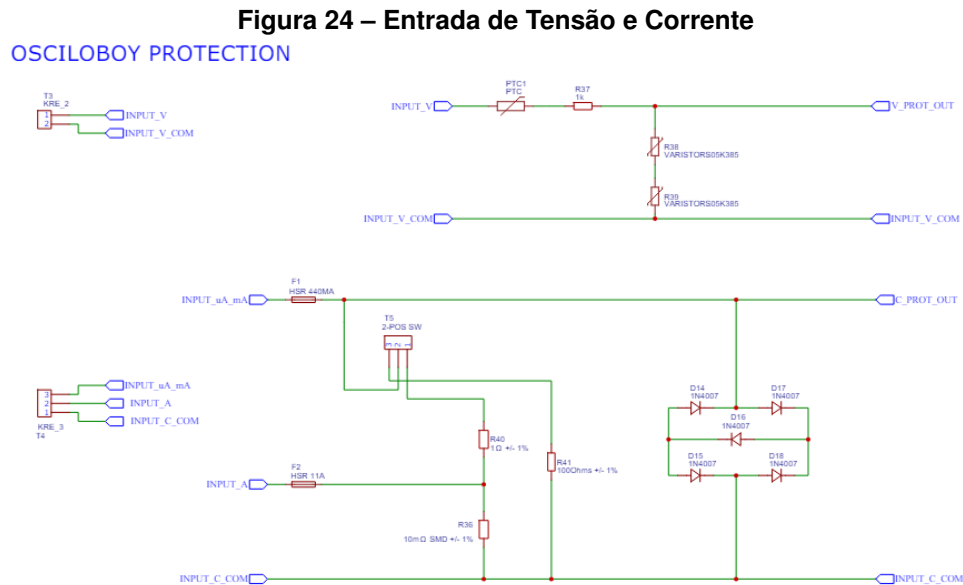 Figura 24 – Entrada de Tensão e Corrente
OSCILOBOY PROTECTION
T3
KRE_2
1
2
INPUT_V
INPUT_V_COM
INPUT_V
PTC1
PTC
R37
1k
V_PROT_OUT
R38
VARISTORS05K385
R39
VARISTORS05K385
INPUT_V_COM
INPUT_V_COM
INPUT_uA_mA
F1
HSR 440MA
C_PROT_OUT
T5
2-POS SW
3 2 1
3
2
1
KRE_3
T4
INPUT_uA_mA
INPUT_A
INPUT_C_COM
D14
1N4007
D17
1N4007
D16
1N4007
D15
1N4007
D18
1N4007
R40
1Ω +/- 1%
R41
100Ohms +/- 1%
INPUT_A
F2
HSR 11A
R36
10mΩ SMD +/- 1%
INPUT_C_COM
INPUT_C_COM